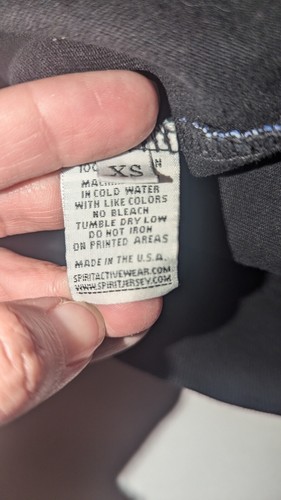 XS
IN COLD WATER
WITH LIKE COLORS
NO BLEACH
TUMBLE DRY LOW
DO NOT IRON
ON PRINTED AREAS
MADE IN THE U.S.A.
SPIRITACTIVEWEAR.COM
WWW.SPIRITJERSEY.COM